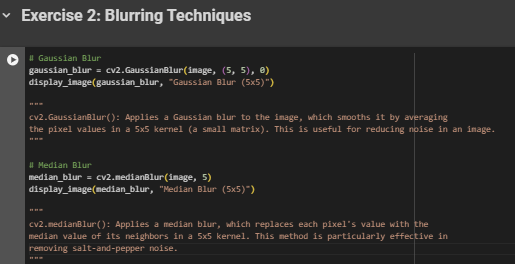 Exercise 2: Blurring Techniques
# Gaussian Blur
gaussian_blur = cv2.GaussianBlur(image, (5, 5), 0)
display_image(gaussian_blur, "Gaussian Blur (5x5)")
"""
cv2.GaussianBlur(): Applies a Gaussian blur to the image, which smooths it by averaging
the pixel values in a 5x5 kernel (a small matrix). This is useful for reducing noise in an image.
"""
# Median Blur
median_blur = cv2.medianBlur(image, 5)
display_image(median_blur, "Median Blur (5x5)")
"""
cv2.medianBlur(): Applies a median blur, which replaces each pixel's value with the
median value of its neighbors in a 5x5 kernel. This method is particularly effective in
removing salt-and-pepper noise.
"""